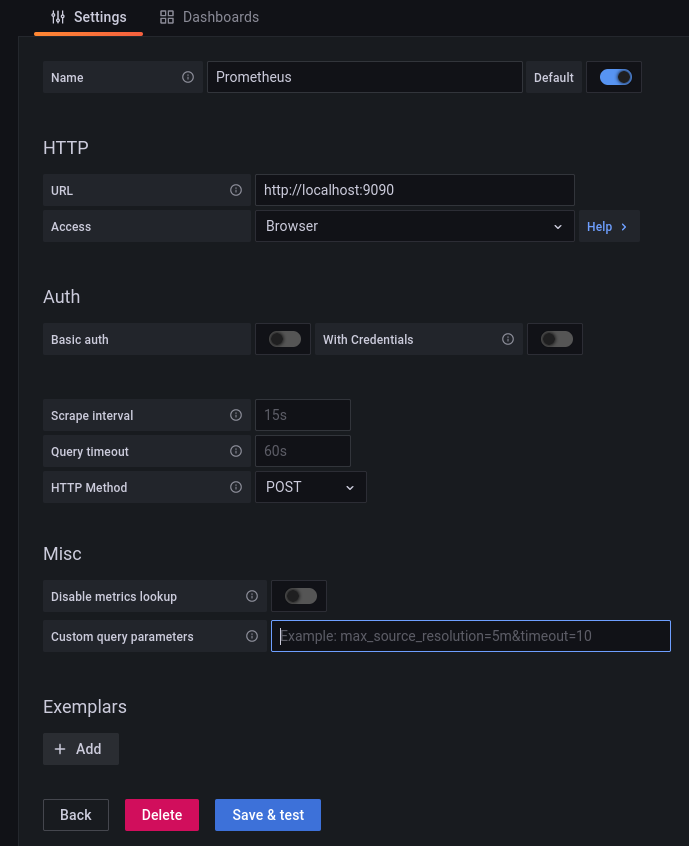 Settings Dashboards
Name Prometheus Default
HTTP
URL http://localhost:9090
Access Browser Help
Auth
Basic auth With Credentials
Scrape interval 15s
Query timeout 60s
HTTP Method POST
Misc
Disable metrics lookup
Custom query parameters Example: max_source_resolution=5m&timeout=10
Exemplars
+ Add
Back Delete Save & test